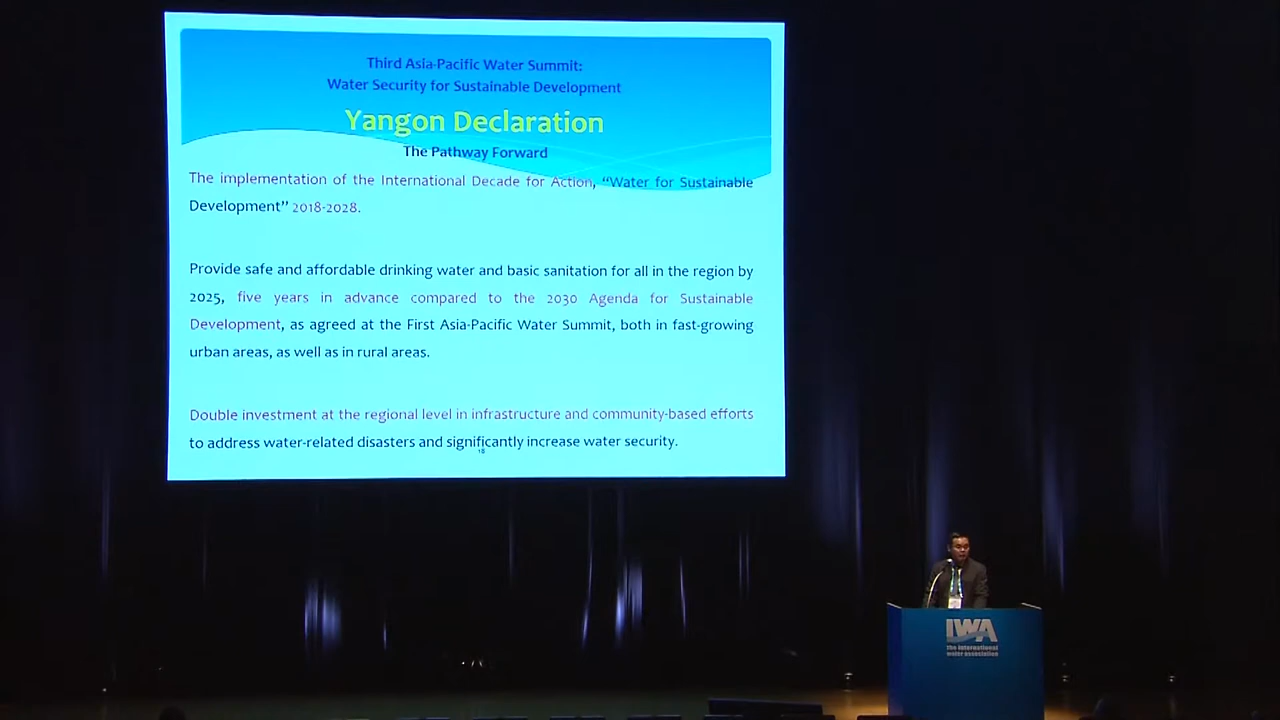 Third Asia-Pacific Water Summit:
Water Security for Sustainable Development
Yangon Declaration
The Pathway Forward
The implementation of the International Decade for Action, “Water for Sustainable
Development” 2018-2028.
Provide safe and affordable drinking water and basic sanitation for all in the region by
2025, five years in advance compared to the 2030 Agenda for Sustainable
Development, as agreed at the First Asia-Pacific Water Summit, both in fast-growing
urban areas, as well as in rural areas.
Double investment at the regional level in infrastructure and community-based efforts
to address water-related disasters and significantly increase water security.
18
IWA
The international
water association